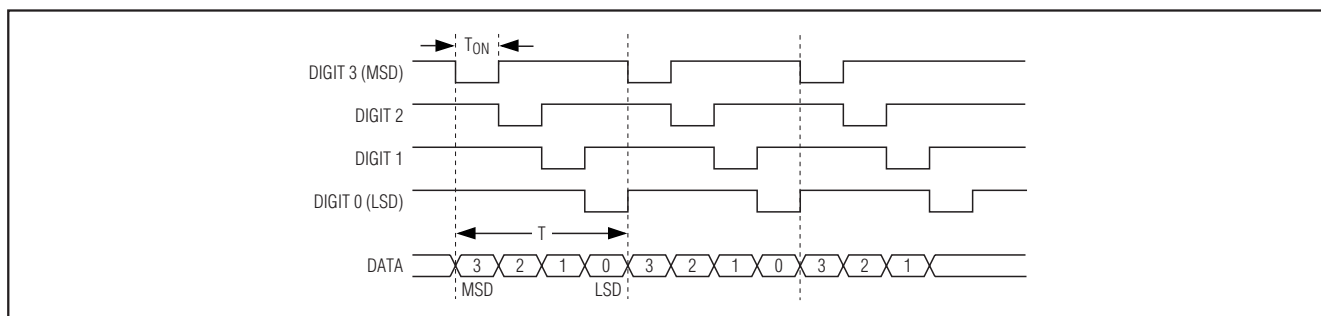 TON
DIGIT 3 (MSD)
DIGIT 2
DIGIT 1
DIGIT 0 (LSD)
T
DATA 3 2 1 0 3 2 1 0 3 2 1
MSD LSD